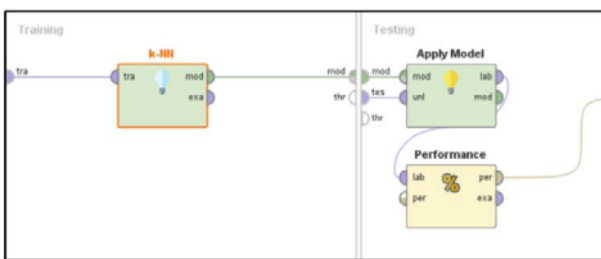 Training
k-NN
tra
tra
mod
exa
mod
thr
Testing
Apply Model
mod
tes
thr
mod
unl
lab
mod
Performance
lab
per
%
per
exa